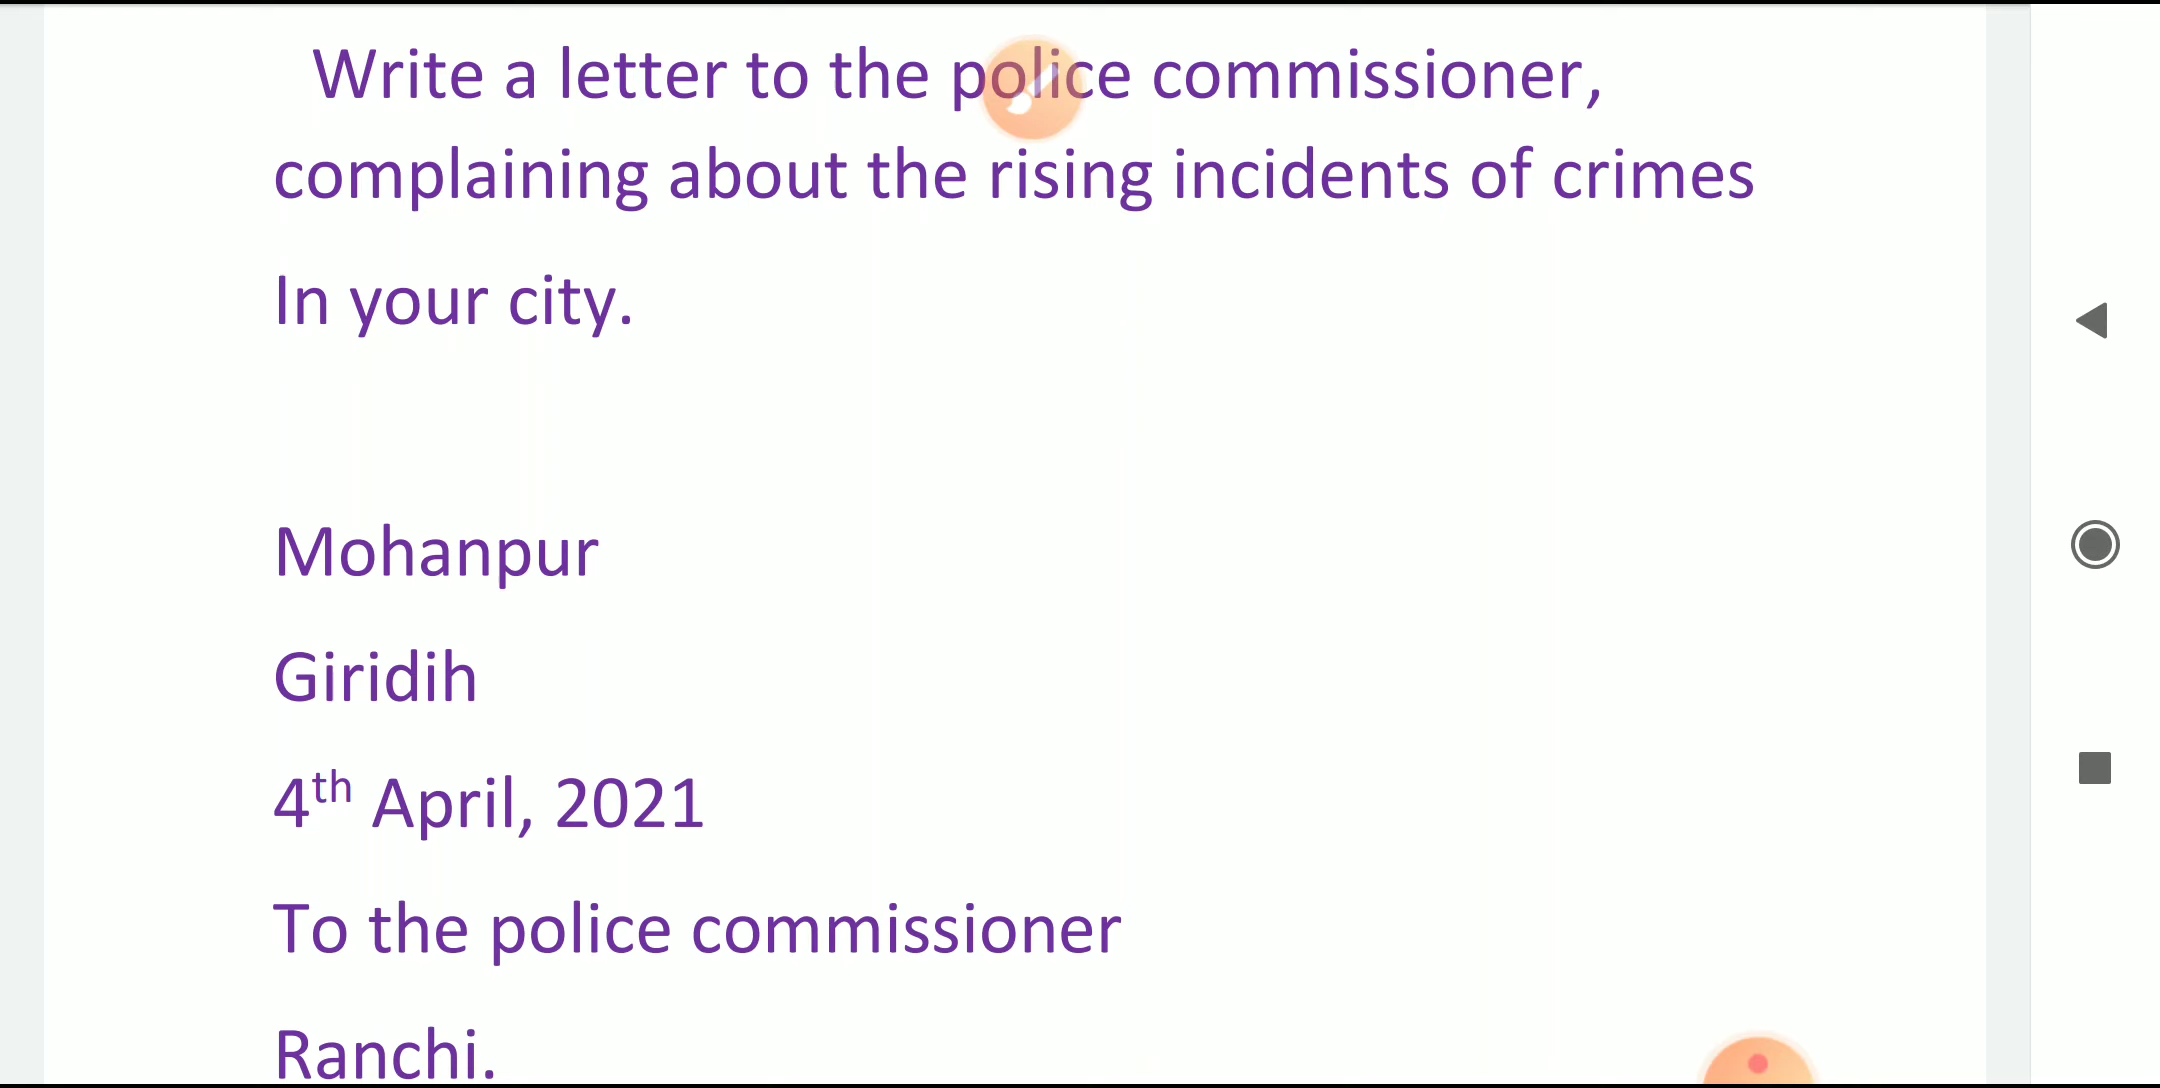 Write a letter to the police commissioner,
complaining about the rising incidents of crimes
In your city.
Mohanpur
Giridih
4th April, 2021
To the police commissioner
Ranchi.